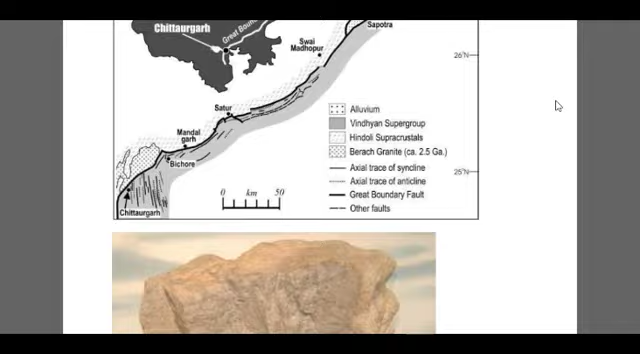 Sapotra
Chittaurgarh
Great Boun
Swai
Madhopur
26°N
Satur
Alluvium
Vindhyan Supergroup
Mandal
garh
Hindoli Supracrustals
Berach Granite (ca. 2.5 Ga.)
Bichore
Axial trace of syncline
25°N
Axial trace of anticline
0 km 50
Great Boundary Fault
Chittaurgarh
Other faults